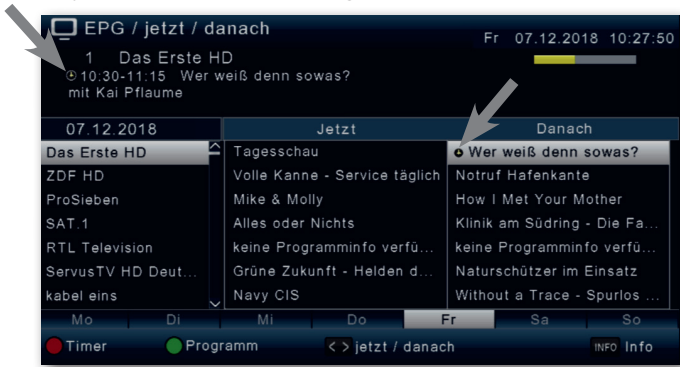 EPG / jetzt / danach
Fr 07.12.2018 10:27:50
1 Das Erste HD
10:30-11:15 Wer weiß denn sowas?
mit Kai Pflaume
07.12.2018 Jetzt Danach
Das Erste HD Tagesschau Wer weiß denn sowas?
ZDF HD Volle Kanne - Service täglich Notruf Hafenkante
ProSieben Mike & Molly How I Met Your Mother
SAT.1 Alles oder Nichts Klinik am Südring - Die Fa...
RTL Television keine Programminfo verfü... keine Programminfo verfü...
ServusTV HD Deut... Grüne Zukunft - Helden d... Naturschützer im Einsatz
kabel eins Navy CIS Without a Trace - Spurlos ...
Mo Di Mi Do Fr Sa So
Timer Programm < > jetzt / danach INFO Info